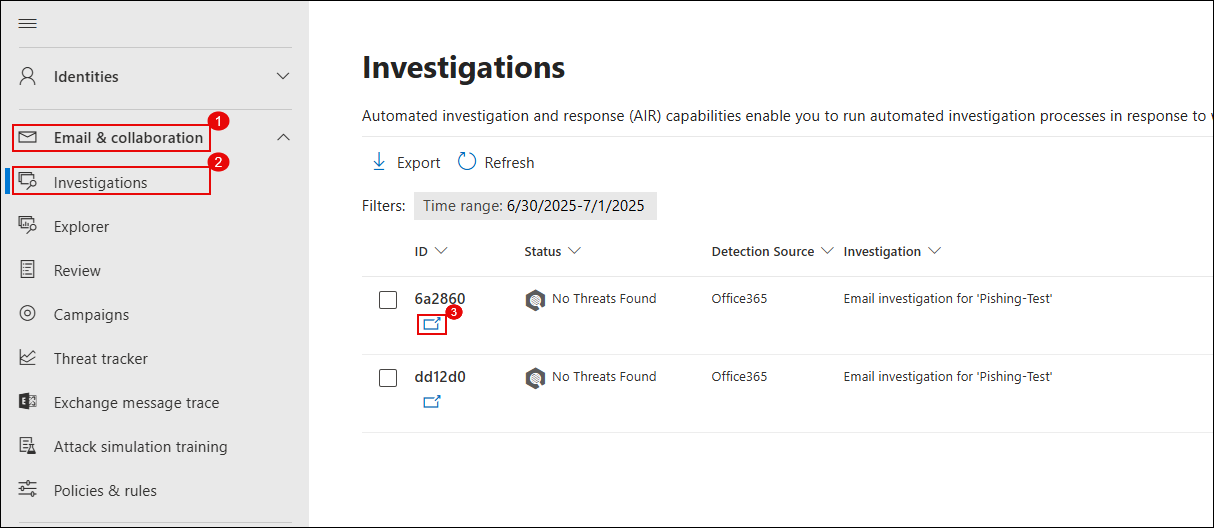 Identities
1
Email & collaboration
2
Investigations
Explorer
Review
Campaigns
Threat tracker
Exchange message trace
Attack simulation training
Policies & rules
Investigations
Automated investigation and response (AIR) capabilities enable you to run automated investigation processes in response to
Export Refresh
Filters: Time range: 6/30/2025-7/1/2025
ID Status Detection Source Investigation
6a2860 No Threats Found Office365 Email investigation for 'Pishing-Test'
3
dd12d0 No Threats Found Office365 Email investigation for 'Pishing-Test'